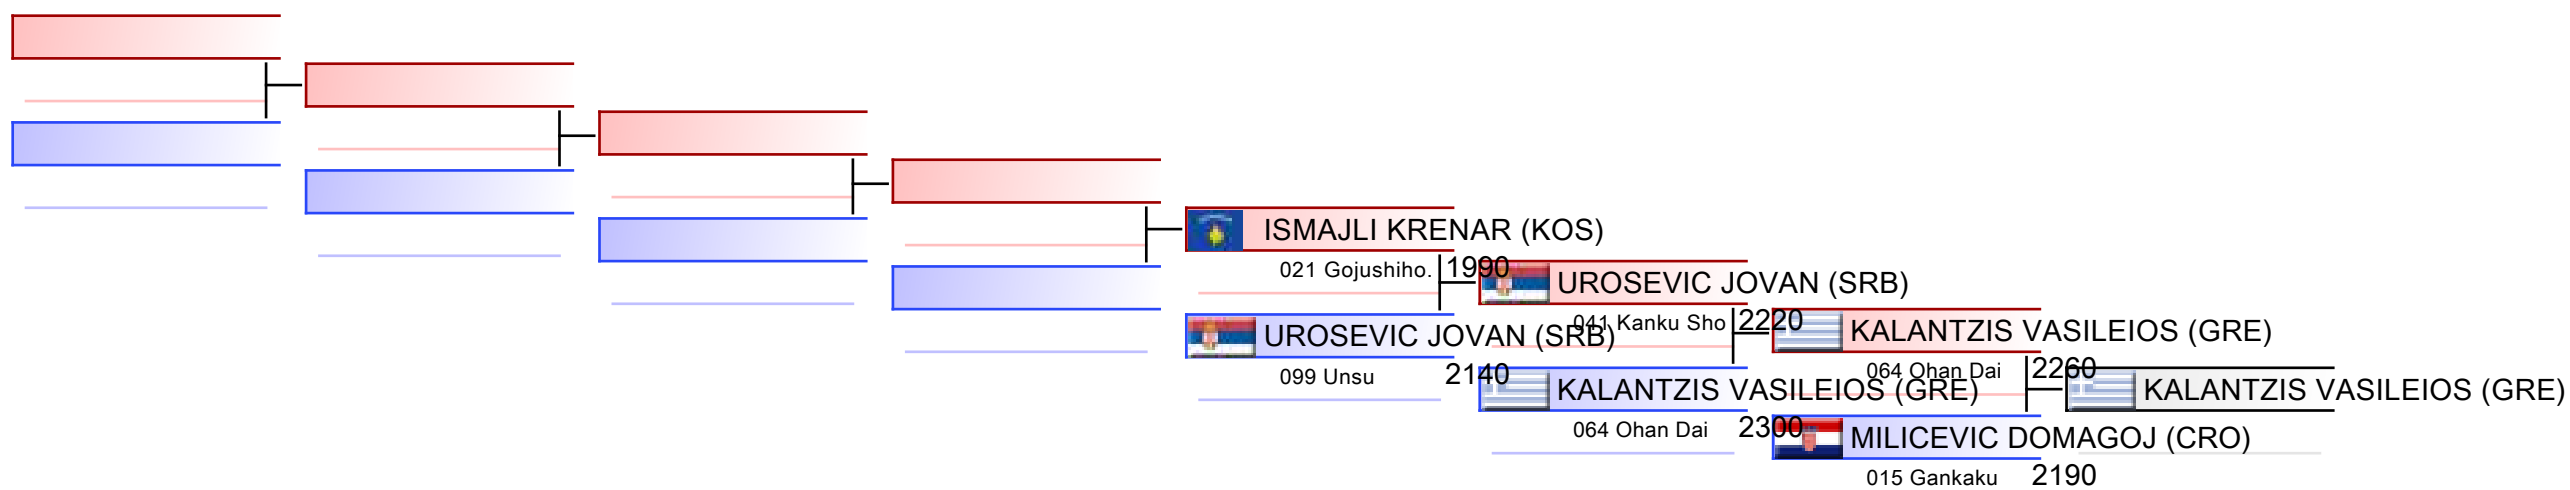 ISMAJLI KRENAR (KOS)
021 Gojushiho. 1990
UROSEVIC JOVAN (SRB)
099 Unsu 2140
UROSEVIC JOVAN (SRB)
041 Kanku Sho 2220
KALANTZIS VASILEIOS (GRE)
064 Ohan Dai 2300
KALANTZIS VASILEIOS (GRE)
064 Ohan Dai 2260
MILICEVIC DOMAGOJ (CRO)
015 Gankaku 2190
KALANTZIS VASILEIOS (GRE)